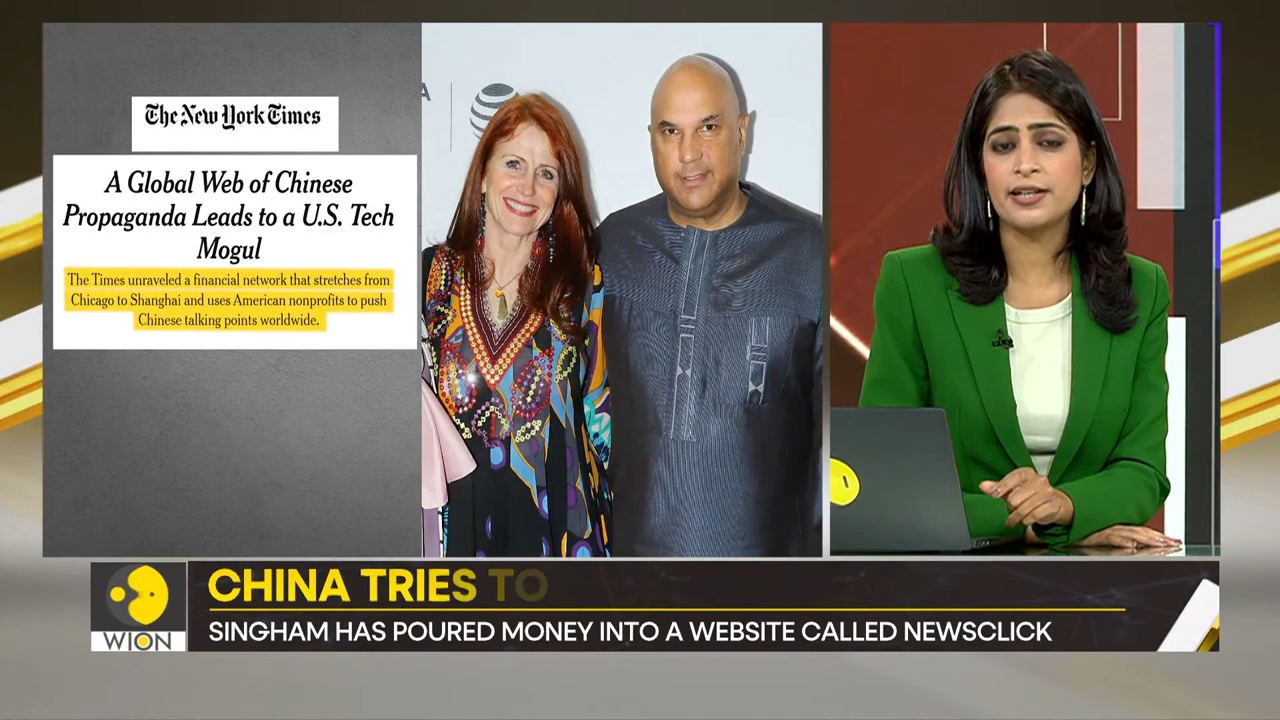 The New York Times
A Global Web of Chinese
Propaganda Leads to a U.S. Tech
Mogul
The Times unraveled a financial network that stretches from
Chicago to Shanghai and uses American nonprofits to push
Chinese talking points worldwide.
A
CHINA TRIES TO
SINGHAM HAS POURED MONEY INTO A WEBSITE CALLED NEWSCLICK
WION